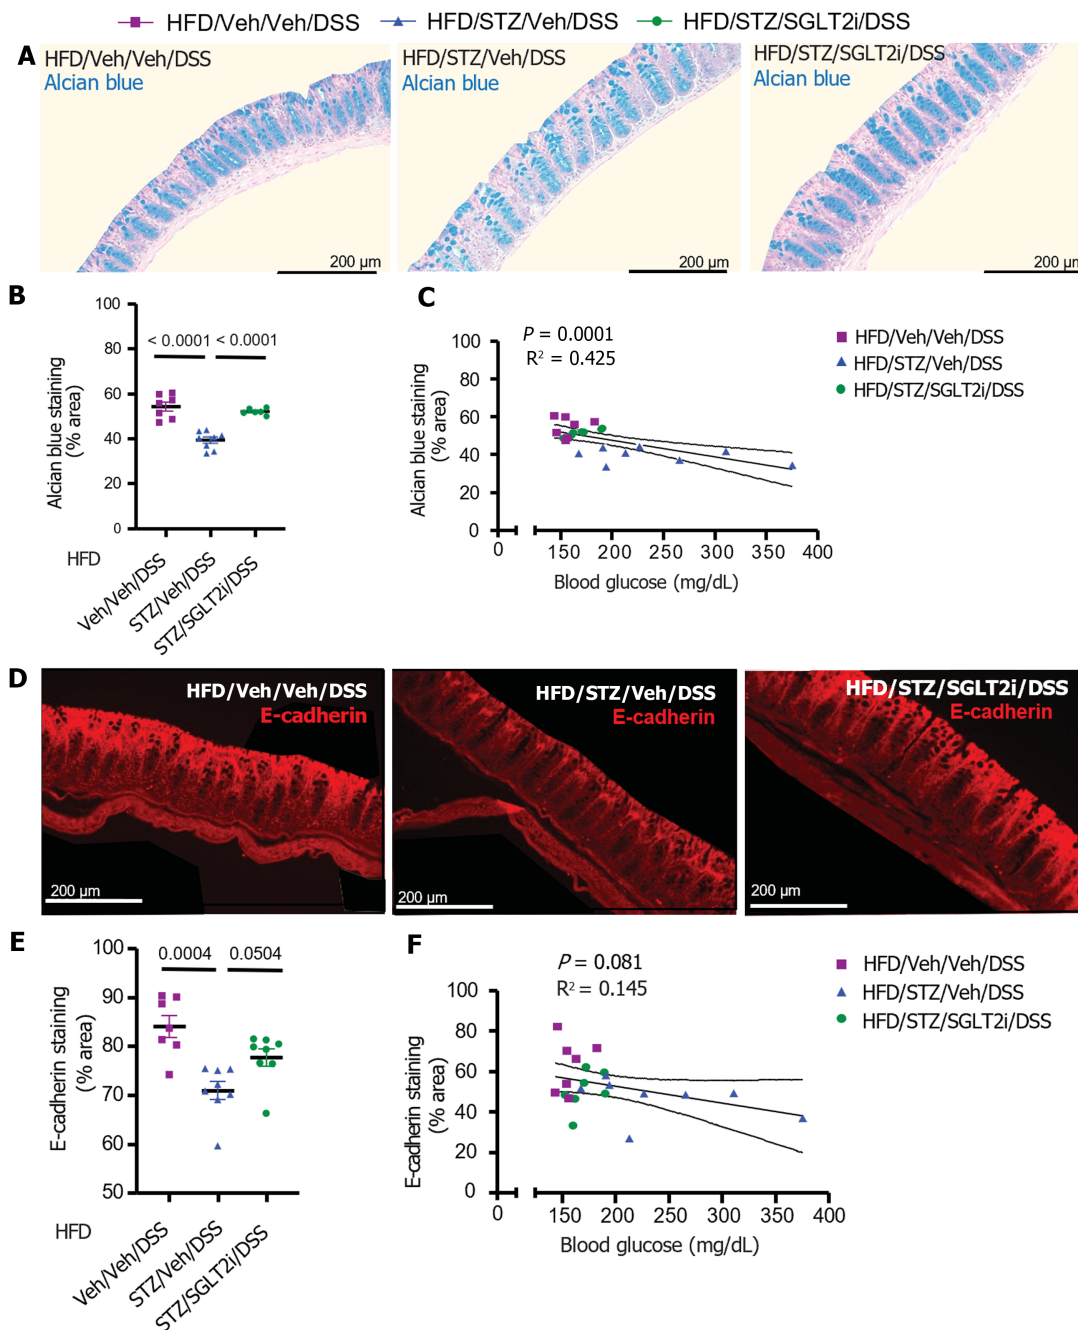 HFD/Veh/Veh/DSS HFD/STZ/Veh/DSS HFD/STZ/SGLT2i/DSS
A
HFD/Veh/Veh/DSS
Alcian blue
200 µm
HFD/STZ/Veh/DSS
Alcian blue
200 µm
HFD/STZ/SGLT2i/DSS
Alcian blue
200 µm
B
Alcian blue staining
(% area)
100
80
60
40
20
0
< 0.0001 < 0.0001
HFD
Veh/Veh/DSS
STZ/Veh/DSS
STZ/SGLT2i/DSS
C
P = 0.0001
R² = 0.425
Alcian blue staining
(% area)
100
80
60
40
20
0
0 150 200 250 300 350 400
Blood glucose (mg/dL)
HFD/Veh/Veh/DSS
HFD/STZ/Veh/DSS
HFD/STZ/SGLT2i/DSS
D
HFD/Veh/Veh/DSS
E-cadherin
200 µm
HFD/STZ/Veh/DSS
E-cadherin
200 µm
HFD/STZ/SGLT2i/DSS
E-cadherin
200 µm
E
E-cadherin staining
(% area)
100
90
80
70
60
50
0.0004 0.0504
HFD
Veh/Veh/DSS
STZ/Veh/DSS
STZ/SGLT2i/DSS
F
P = 0.081
R² = 0.145
E-cadherin staining
(% area)
100
80
60
40
20
0
0 150 200 250 300 350 400
Blood glucose (mg/dL)
HFD/Veh/Veh/DSS
HFD/STZ/Veh/DSS
HFD/STZ/SGLT2i/DSS